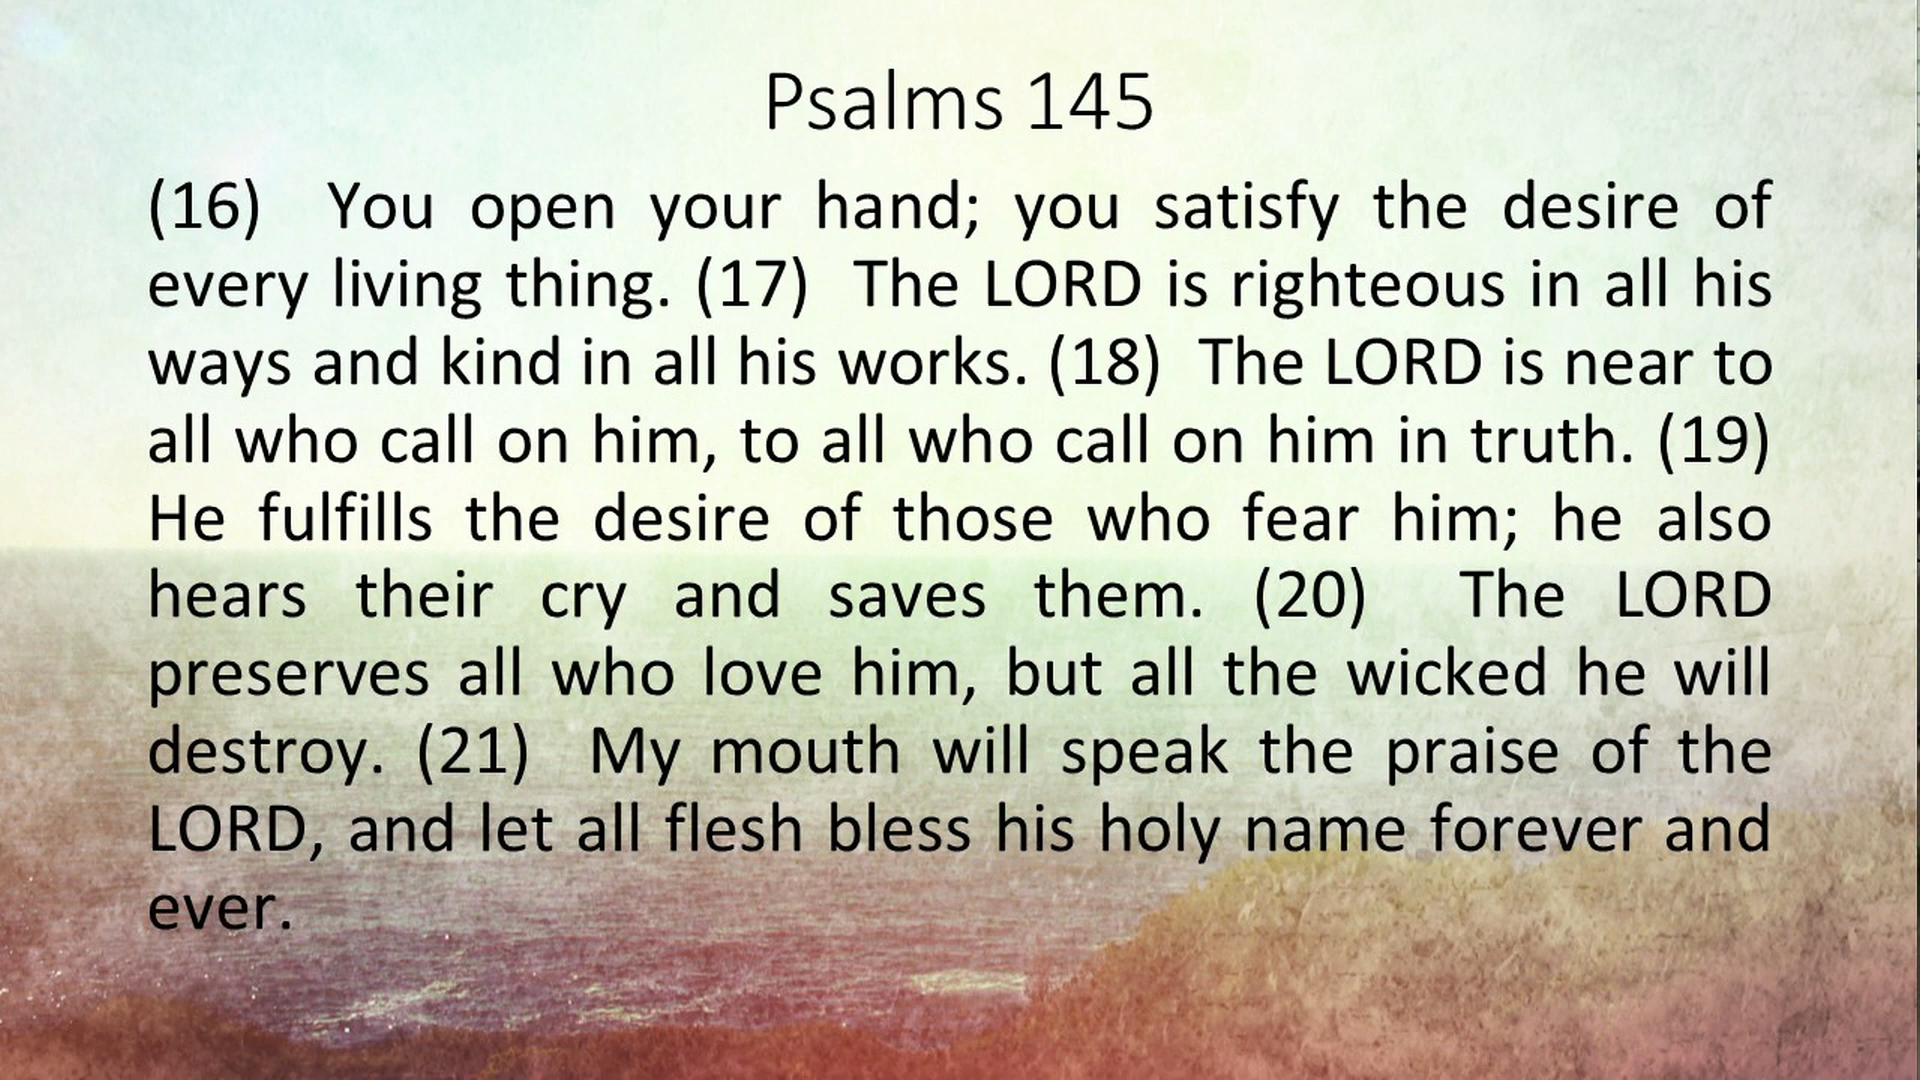 Psalms 145
(16) You open your hand; you satisfy the desire of
every living thing. (17) The LORD is righteous in all his
ways and kind in all his works. (18) The LORD is near to
all who call on him, to all who call on him in truth. (19)
He fulfills the desire of those who fear him; he also
hears their cry and saves them. (20) The LORD
preserves all who love him, but all the wicked he will
destroy. (21) My mouth will speak the praise of the
LORD, and let all flesh bless his holy name forever and
ever.